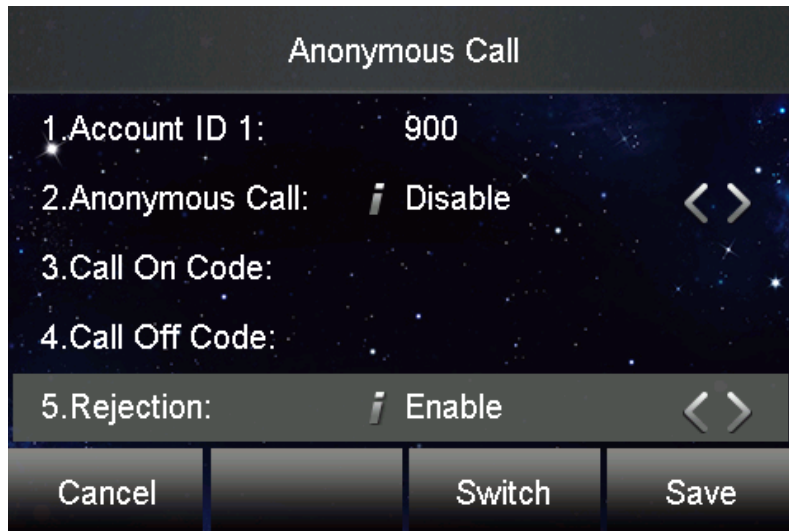 Anonymous Call
1.Account ID 1: 900
2.Anonymous Call: i Disable < >
3.Call On Code:
4.Call Off Code:
5.Rejection: i Enable < >
Cancel Switch Save